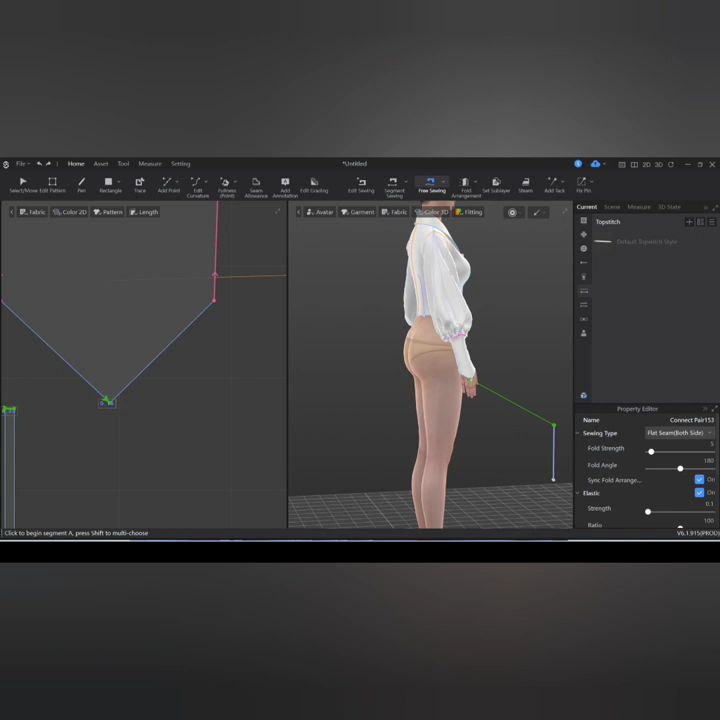 File Home Asset Tool Measure Setting *Untitled 2D 3D
Select/Move Edit Pattern Pen Rectangle Trace Add Point Edit Curvature Fullness (Point) Seam Allowance Add Annotation Edit Grading Edit Sewing Segment Sewing Free Sewing Fold Arrangement Set Sublayer Steam Add Tack Fix Pin
Fabric Color 2D Pattern Length Avatar Garment Fabric Color 3D Fitting
Current Scene Measure 3D State
Topstitch
Default Topstitch Style
Property Editor
Name Connect Pair153
Sewing Type Flat Seam(Both Side)
Fold Strength 5
Fold Angle 180
Sync Fold Arrange... On
Elastic On
Strength 0.1
Ratio 100
Click to begin segment A, press Shift to multi-choose V6.1.915(PROD)